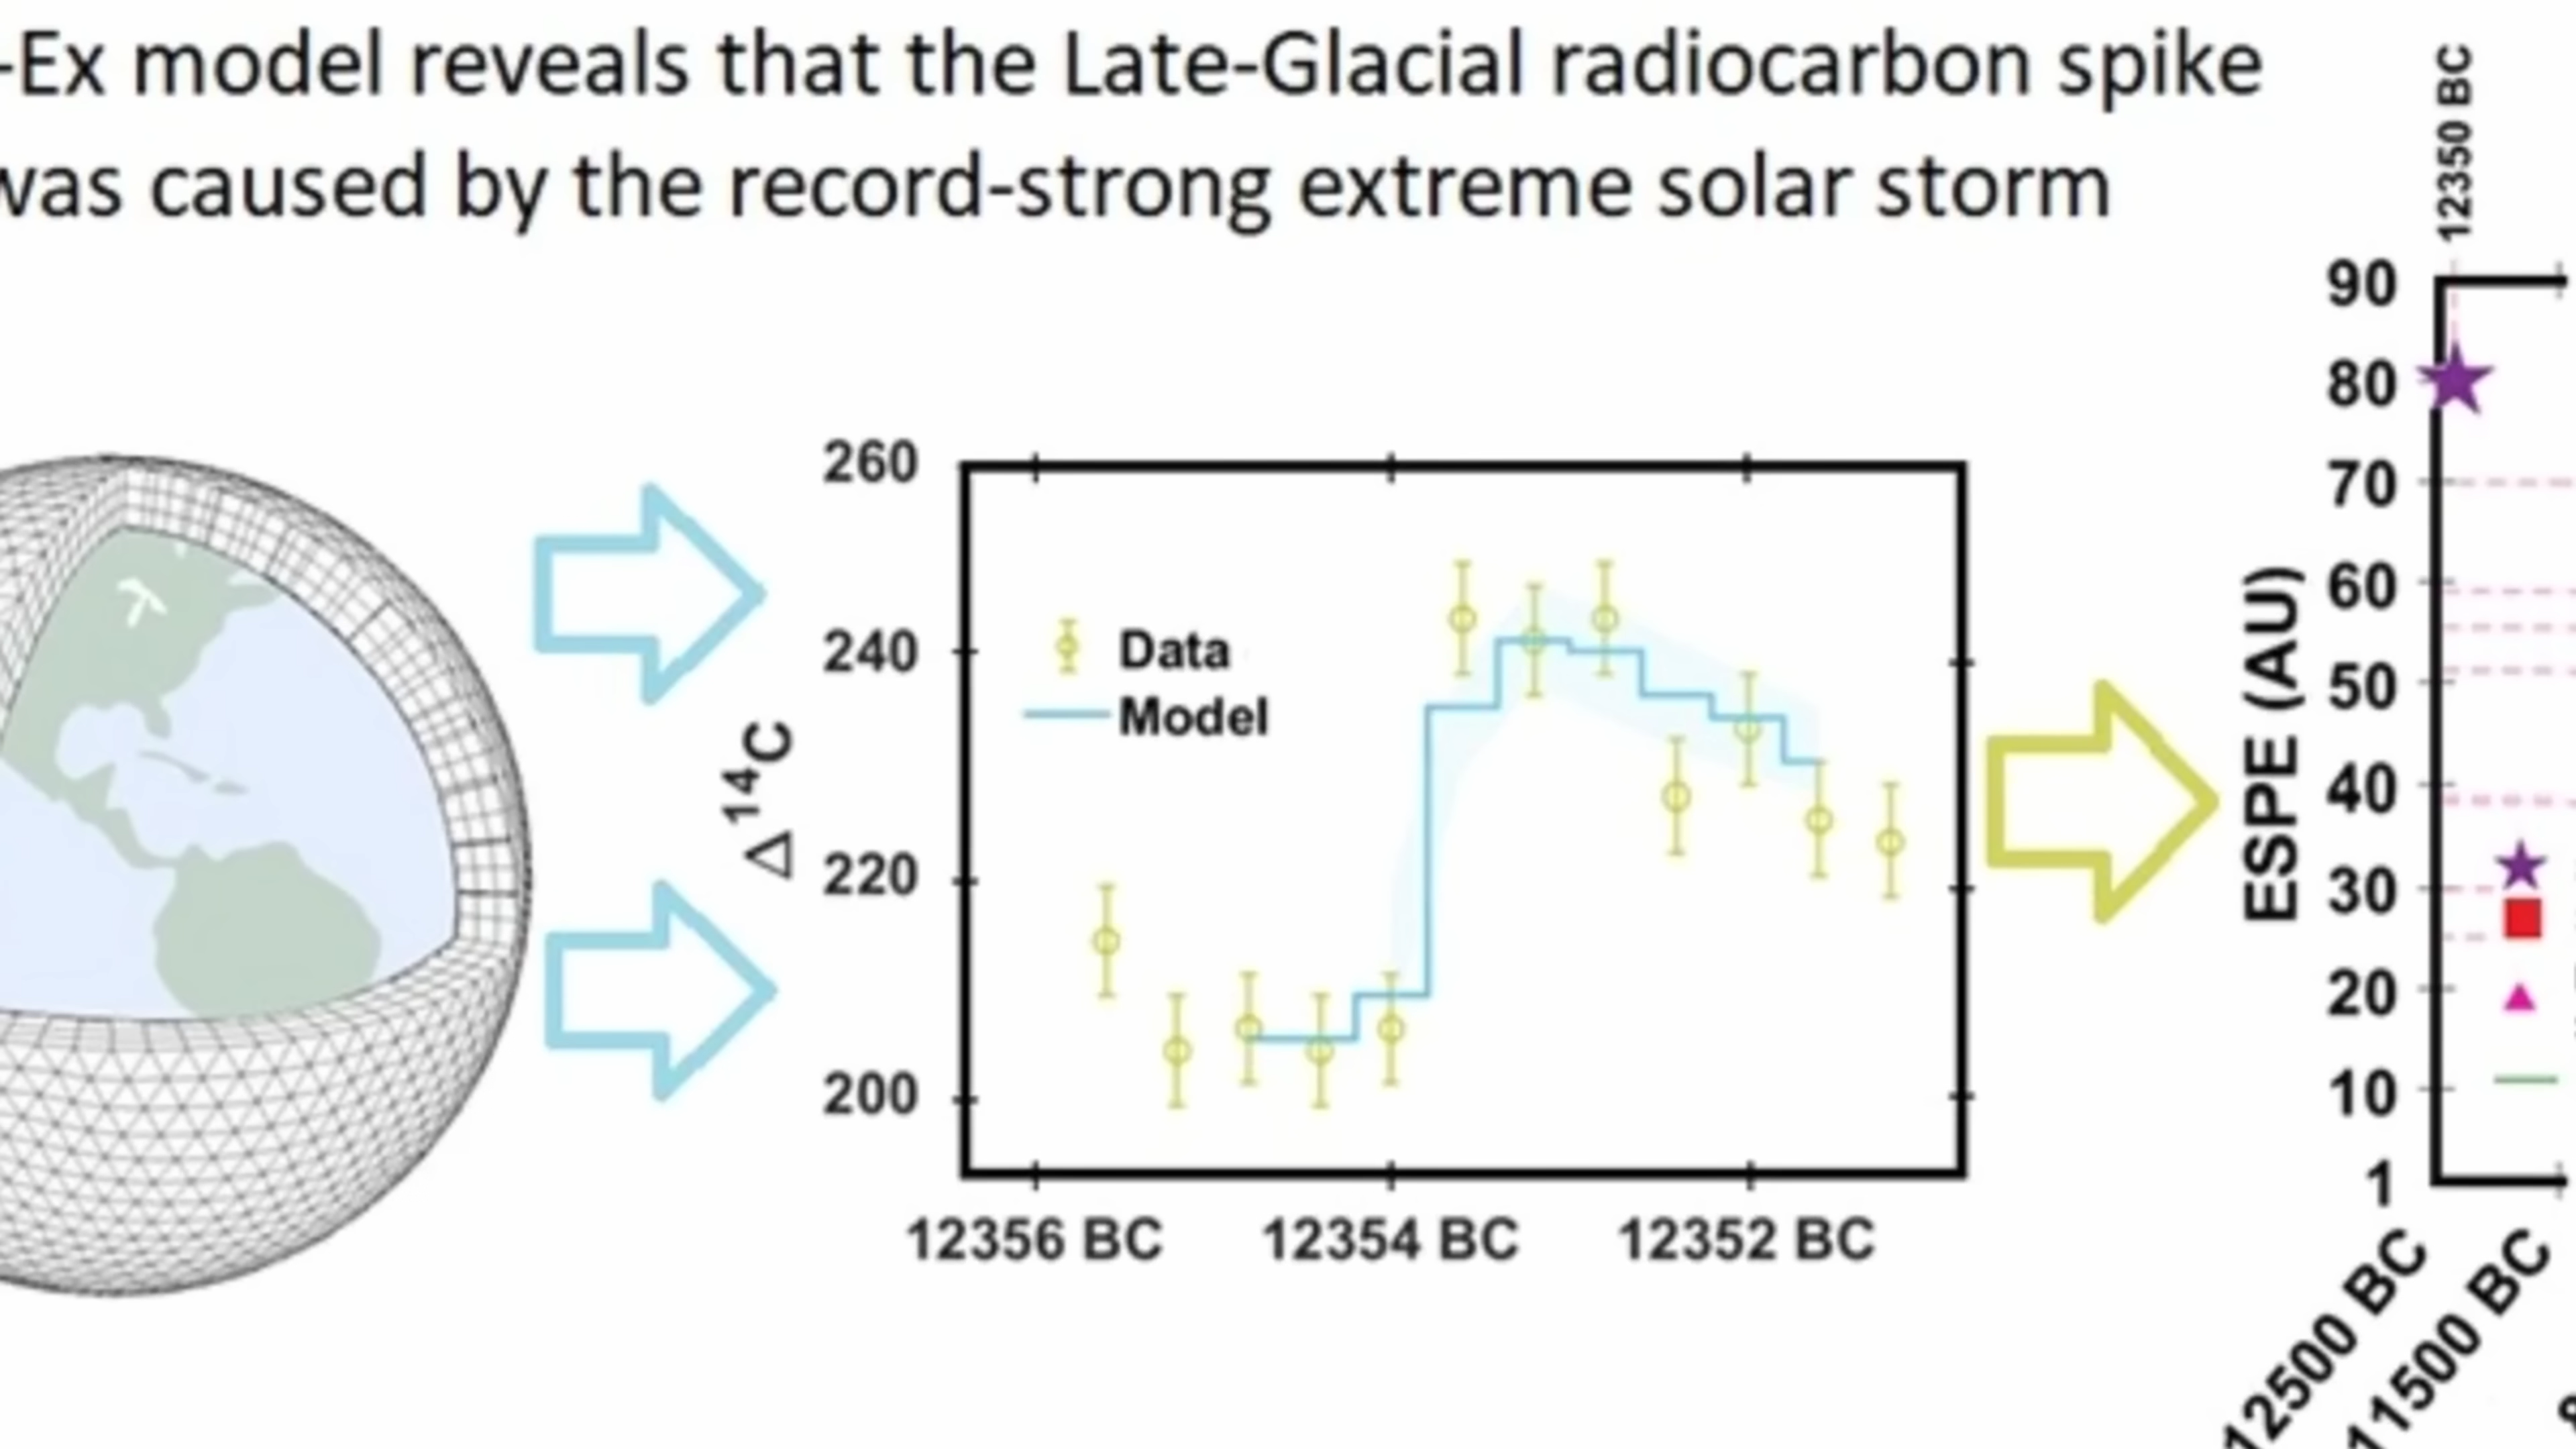 -Ex model reveals that the Late-Glacial radiocarbon spike
was caused by the record-strong extreme solar storm
260
240
220
200
Δ ¹⁴C
Data
Model
12356 BC
12354 BC
12352 BC
12350 BC
90
80
70
60
50
40
30
20
10
1
ESPE (AU)
12500 BC
11500 BC